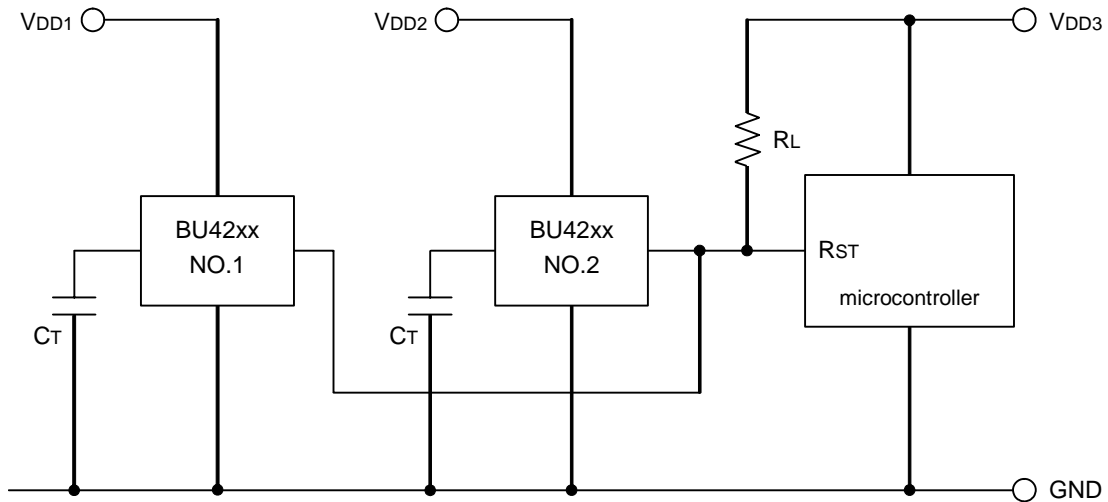 VDD1
VDD2
VDD3
RL
BU42xx
NO.1
BU42xx
NO.2
RST
microcontroller
CT
CT
GND